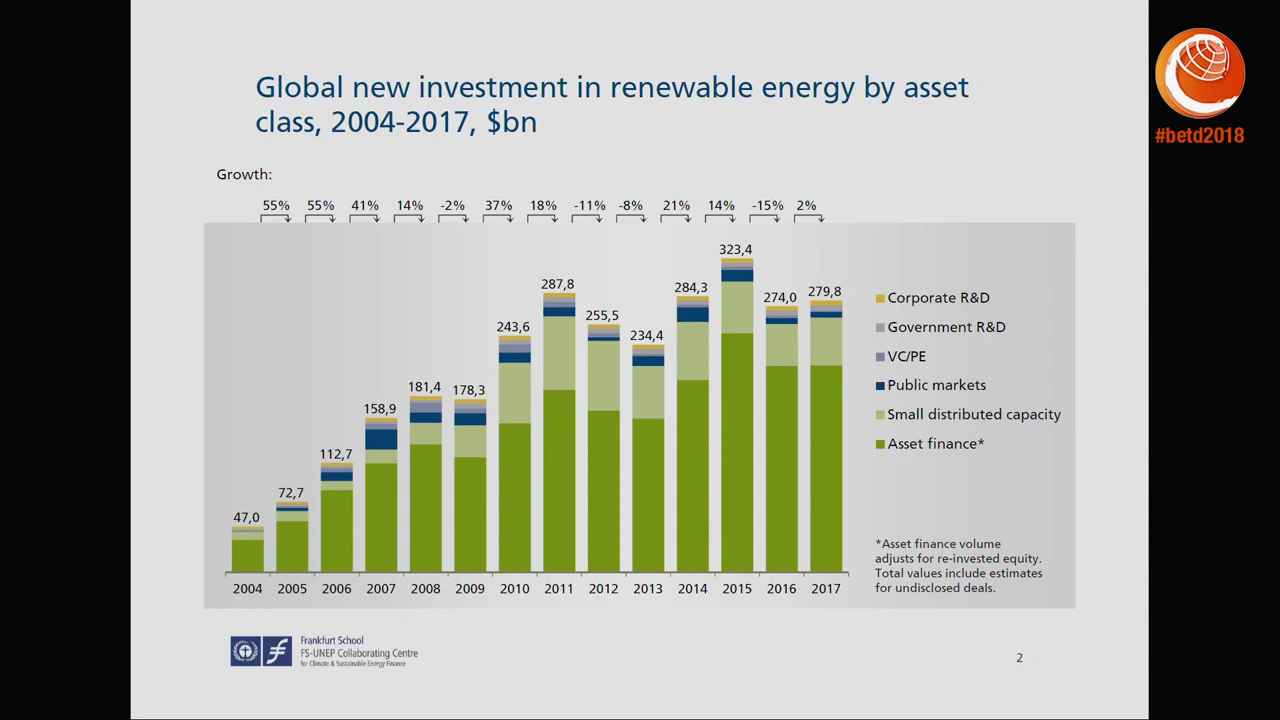 Global new investment in renewable energy by asset
class, 2004-2017, $bn
#betd2018
Growth:
55% 55% 41% 14% -2% 37% 18% -11% -8% 21% 14% -15% 2%
47,0
72,7
112,7
158,9
181,4
178,3
243,6
287,8
255,5
234,4
284,3
323,4
274,0
279,8
2004 2005 2006 2007 2008 2009 2010 2011 2012 2013 2014 2015 2016 2017
Corporate R&D
Government R&D
VC/PE
Public markets
Small distributed capacity
Asset finance*
*Asset finance volume
adjusts for re-invested equity.
Total values include estimates
for undisclosed deals.
Frankfurt School
FS-UNEP Collaborating Centre
for Climate & Sustainable Energy Finance
2